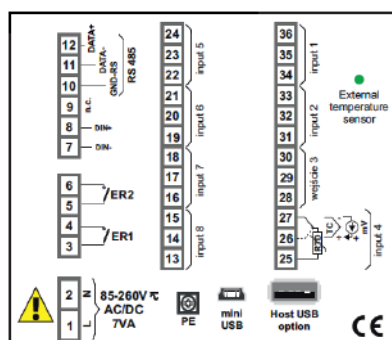 12 DATA+
11 DATA-
10 GND-RS
RS 485
9 n.c.
8 DIN+
7 DIN-
6
5
ER2
4
3
ER1
2 N
1 L
85-260V
AC/DC
7VA
24
23
22
input 5
21
20
19
input 6
18
17
16
input 7
15
14
13
input 8
36
35
34
input 1
33
32
31
input 2
30
29
28
wejście 3
27
26
25
RTD
TC
mV
input 4
External
temperature
sensor
PE
mini
USB
Host USB
option
CE